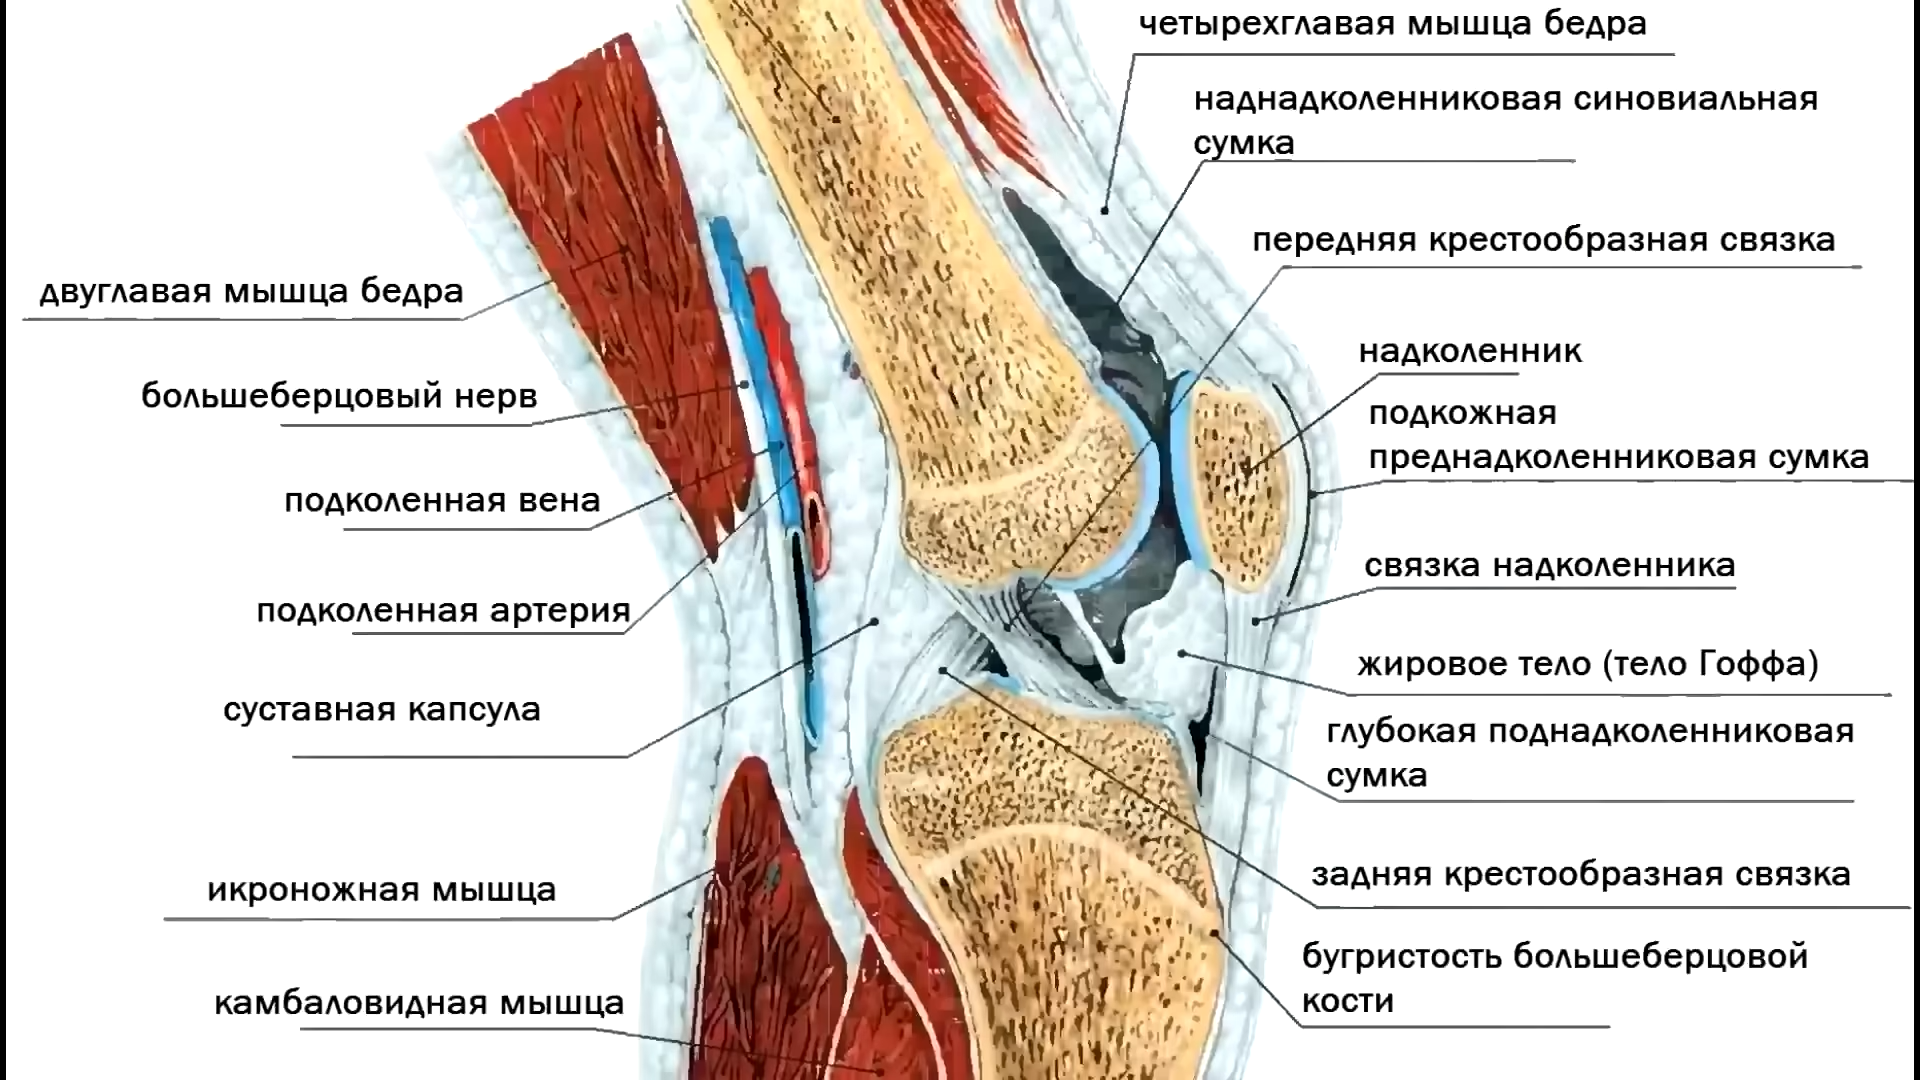 четырехглавая мышца бедра
наднадколенниковая синовиальная
сумка
передняя крестообразная связка
надколенник
подкожная
преднадколенниковая сумка
связка надколенника
жировое тело (тело Гоффа)
глубокая поднадколенниковая
сумка
задняя крестообразная связка
бугристость большеберцовой
кости
двуглавая мышца бедра
большеберцовый нерв
подколенная вена
подколенная артерия
суставная капсула
икроножная мышца
камбаловидная мышца